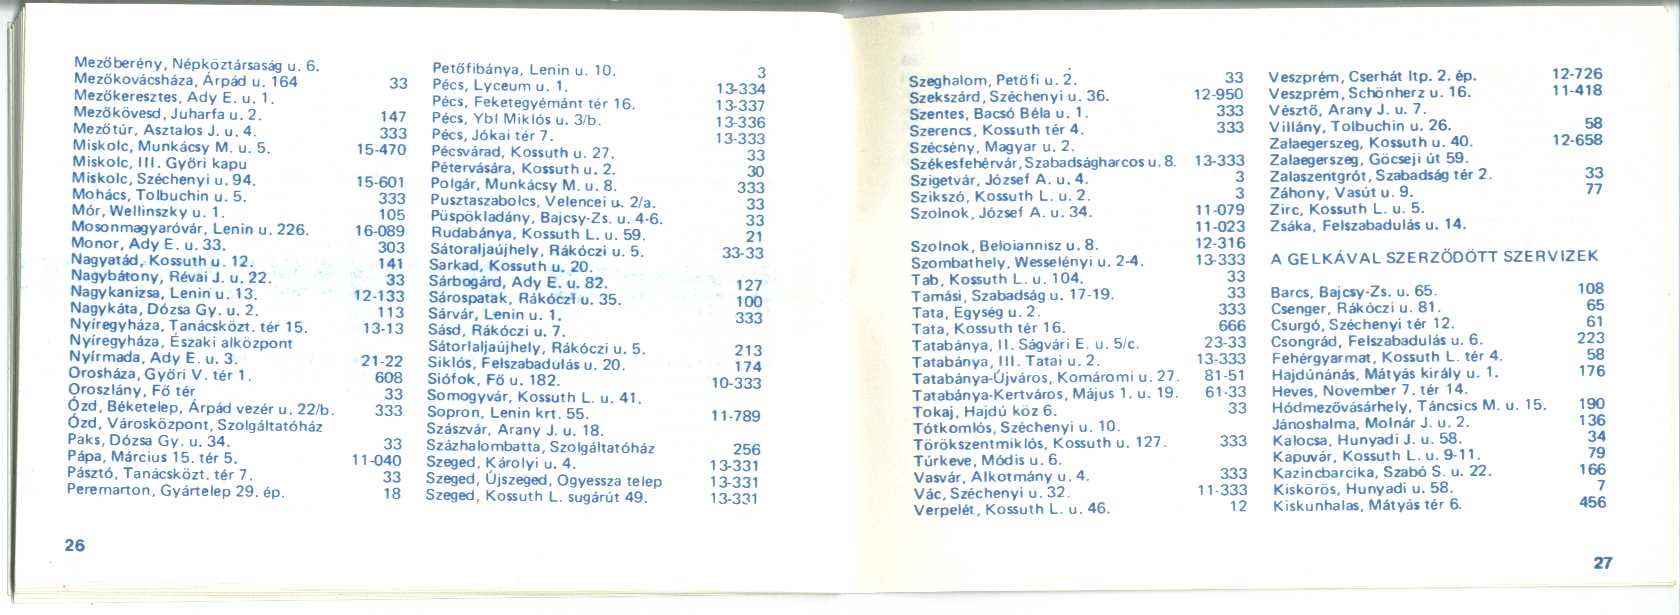 Mezőberény, Népköztársaság u. 6.
Mezőkovácsháza, Árpád u. 164 33
Mezőkeresztes, Ady E. u. 1.
Mezőkövesd, Juharfa u. 2. 147
Mezőtúr, Asztalos J. u. 4. 333
Miskolc, Munkácsy M. u. 5. 15-470
Miskolc, III. Győri kapu
Miskolc, Széchenyi u. 94. 15-601
Mohács, Tolbuchin u. 5. 333
Mór, Wellinszky u. 1. 105
Mosonmagyaróvár, Lenin u. 226. 16-089
Monor, Ady E. u. 33. 303
Nagyatád, Kossuth u. 12. 141
Nagybátony, Révai J. u. 22. 33
Nagykanizsa, Lenin u. 13. 12-133
Nagykáta, Dózsa Gy. u. 2. 113
Nyíregyháza, Tanácsközt. tér 15. 13-13
Nyíregyháza, Északi alközpont
Nyírmada, Ady E. u. 3. 21-22
Orosháza, Győri V. tér 1. 608
Oroszlány, Fő tér 33
Ózd, Béketelep, Árpád vezér u. 22/b. 333
Ózd, Városközpont, Szolgáltatóház
Paks, Dózsa Gy. u. 34. 33
Pápa, Március 15. tér 5. 11-040
Pásztó, Tanácsközt. tér 7. 33
Peremarton, Gyártelep 29. ép. 18
26
Petőfibánya, Lenin u. 10. 3
Pécs, Lyceum u. 1. 13-334
Pécs, Feketegyémánt tér 16. 13-337
Pécs, Ybl Miklós u. 3/b. 13-336
Pécs, Jókai tér 7. 13-333
Pécsvárad, Kossuth u. 27. 33
Pétervására, Kossuth u. 2. 30
Polgár, Munkácsy M. u. 8. 333
Pusztaszabolcs, Velencei u. 2/a. 33
Püspökladány, Bajcsy-Zs. u. 4-6. 33
Rudabánya, Kossuth L. u. 59. 21
Sátoraljaújhely, Rákóczi u. 5. 33-33
Sarkad, Kossuth u. 20.
Sárbogárd, Ady E. u. 82. 127
Sárospatak, Rákóczi u. 35. 100
Sárvár, Lenin u. 1. 333
Sásd, Rákóczi u. 7.
Sátorlaljaújhely, Rákóczi u. 5. 213
Siklós, Felszabadulás u. 20. 174
Siófok, Fő u. 182. 10-333
Somogyvár, Kossuth L. u. 41.
Sopron, Lenin krt. 55. 11-789
Szászvár, Arany J. u. 18.
Százhalombatta, Szolgáltatóház 256
Szeged, Károlyi u. 4. 13-331
Szeged, Újszeged, Ogyessza telep 13-331
Szeged, Kossuth L. sugárút 49. 13-331
Szeghalom, Petőfi u. 2. 33
Szekszárd, Széchenyi u. 36. 12-950
Szentes, Bacsó Béla u. 1. 333
Szerencs, Kossuth tér 4. 333
Szécsény, Magyar u. 2.
Székesfehérvár, Szabadságharcos u. 8. 13-333
Szigetvár, József A. u. 4. 3
Szikszó, Kossuth L. u. 2. 3
Szolnok, József A. u. 34. 11-079
11-023
Szolnok, Beloiannisz u. 8. 12-316
Szombathely, Wesselényi u. 2-4. 13-333
Tab, Kossuth L. u. 104. 33
Tamási, Szabadság u. 17-19. 33
Tata, Egység u. 2. 333
Tata, Kossuth tér 16. 666
Tatabánya, II. Ságvári E. u. 5/c. 23-33
Tatabánya, III. Tatai u. 2. 13-333
Tatabánya-Újváros, Komáromi u. 27. 81-51
Tatabánya-Kertváros, Május 1. u. 19. 61-33
Tokaj, Hajdú köz 6. 33
Tótkomlós, Széchenyi u. 10.
Törökszentmiklós, Kossuth u. 127. 333
Túrkeve, Módis u. 6.
Vasvár, Alkotmány u. 4. 333
Vác, Széchenyi u. 32. 11-333
Verpelét, Kossuth L. u. 46. 12
Veszprém, Cserhát ltp. 2. ép. 12-726
Veszprém, Schönherz u. 16. 11-418
Vésztő, Arany J. u. 7.
Villány, Tolbuchin u. 26. 58
Zalaegerszeg, Kossuth u. 40. 12-658
Zalaegerszeg, Göcseji út 59.
Zalaszentgrót, Szabadság tér 2. 33
Záhony, Vasút u. 9. 77
Zirc, Kossuth L. u. 5.
Zsáka, Felszabadulás u. 14.
A GELKÁVAL SZERZŐDÖTT SZERVIZEK
Barcs, Bajcsy-Zs. u. 65. 108
Csenger, Rákóczi u. 81. 65
Csurgó, Széchenyi tér 12. 61
Csongrád, Felszabadulás u. 6. 223
Fehérgyarmat, Kossuth L. tér 4. 58
Hajdúnánás, Mátyás király u. 1. 176
Heves, November 7. tér 14.
Hódmezővásárhely, Táncsics M. u. 15. 190
Jánoshalma, Molnár J. u. 2. 136
Kalocsa, Hunyadi J. u. 58. 34
Kapuvár, Kossuth L. u. 9-11. 79
Kazincbarcika, Szabó S. u. 22. 166
Kiskörös, Hunyadi u. 58. 7
Kiskunhalas, Mátyás tér 6. 456
27